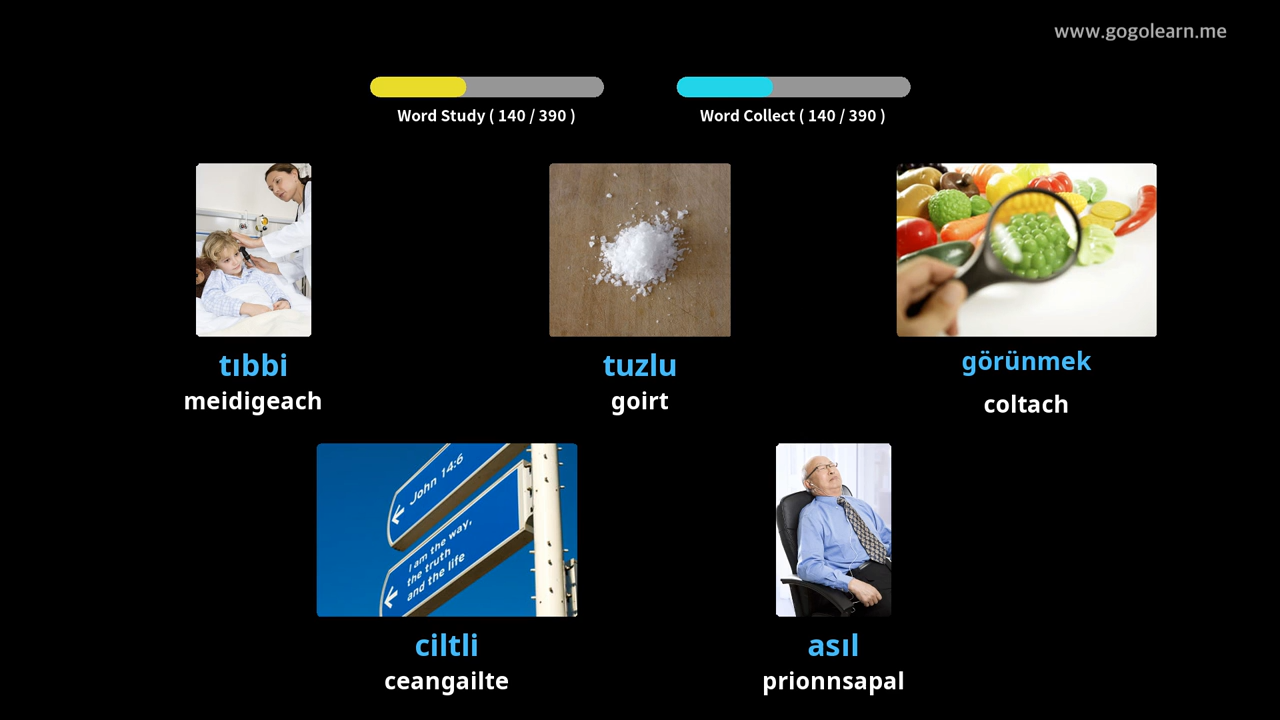 www.gogolearn.me
Word Study ( 140 / 390 )
Word Collect ( 140 / 390 )
tıbbi
meidigeach
tuzlu
goirt
görünmek
coltach
John 14:6
I am the way,
the truth
and the life
ciltli
ceangailte
asıl
prionnsapal